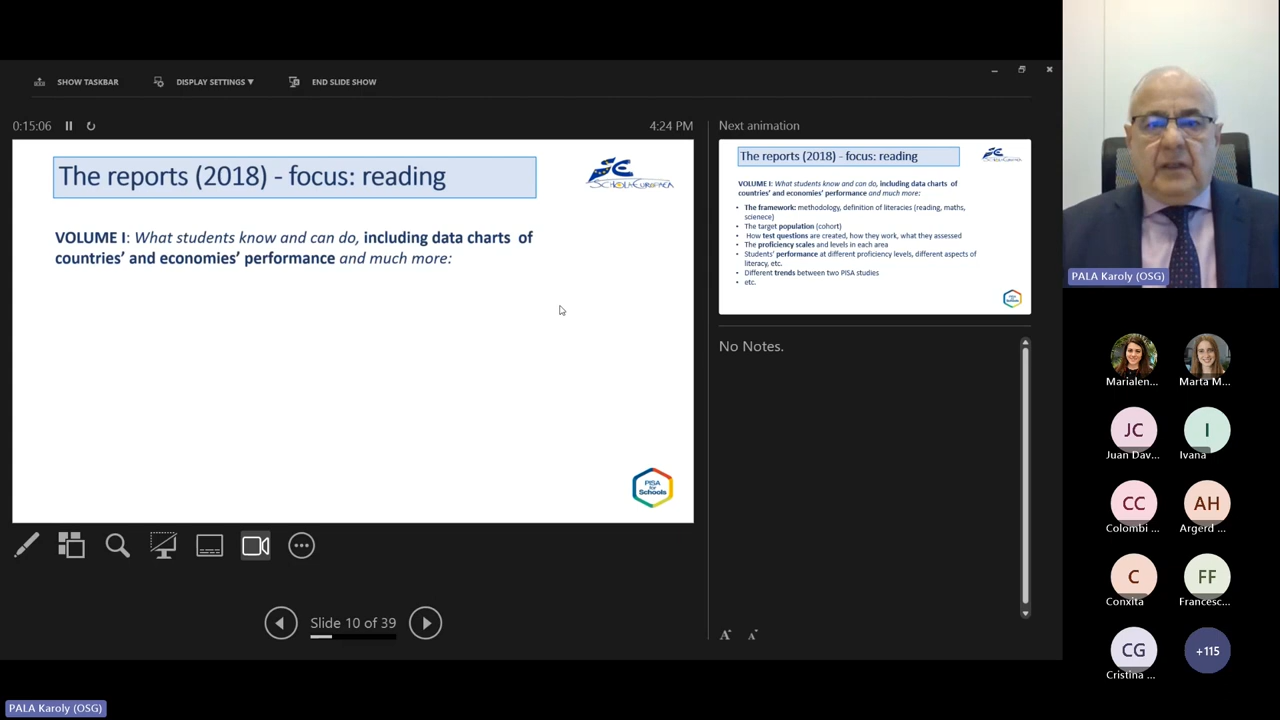 SHOW TASKBAR
DISPLAY SETTINGS ▾
END SLIDE SHOW
0:15:06
4:24 PM
The reports (2018) - focus: reading
SCHOLA EUROPAEA
VOLUME I: What students know and can do, including data charts of
countries' and economies' performance and much more:
PISA
for
Schools
Slide 10 of 39
Next animation
The reports (2018) - focus: reading
VOLUME I: What students know and can do, including data charts of
countries' and economies' performance and much more:
• The framework: methodology, definition of literacies (reading, maths,
scienece)
• The target population (cohort)
• How test questions are created, how they work, what they assessed
• The proficiency scales and levels in each area
• Students' performance at different proficiency levels, different aspects of
literacy, etc.
• Different trends between two PISA studies
• etc.
No Notes.
A A
PALA Karoly (OSG)
Marialen...
Marta M...
JC
I
Juan Dav...
Ivana
CC
AH
Colombi ...
Argerd ...
C
FF
Conxita
Francesc...
CG
+115
Cristina ...
PALA Karoly (OSG)